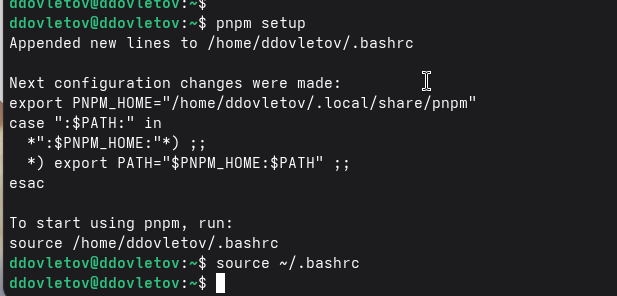 ddovletov@ddovletov:~$
ddovletov@ddovletov:~$ pnpm setup
Appended new lines to /home/ddovletov/.bashrc

Next configuration changes were made:
export PNPM_HOME="/home/ddovletov/.local/share/pnpm"
case ":$PATH:" in
  *":$PNPM_HOME:"*) ;;
  *) export PATH="$PNPM_HOME:$PATH" ;;
esac

To start using pnpm, run:
source /home/ddovletov/.bashrc
ddovletov@ddovletov:~$ source ~/.bashrc
ddovletov@ddovletov:~$